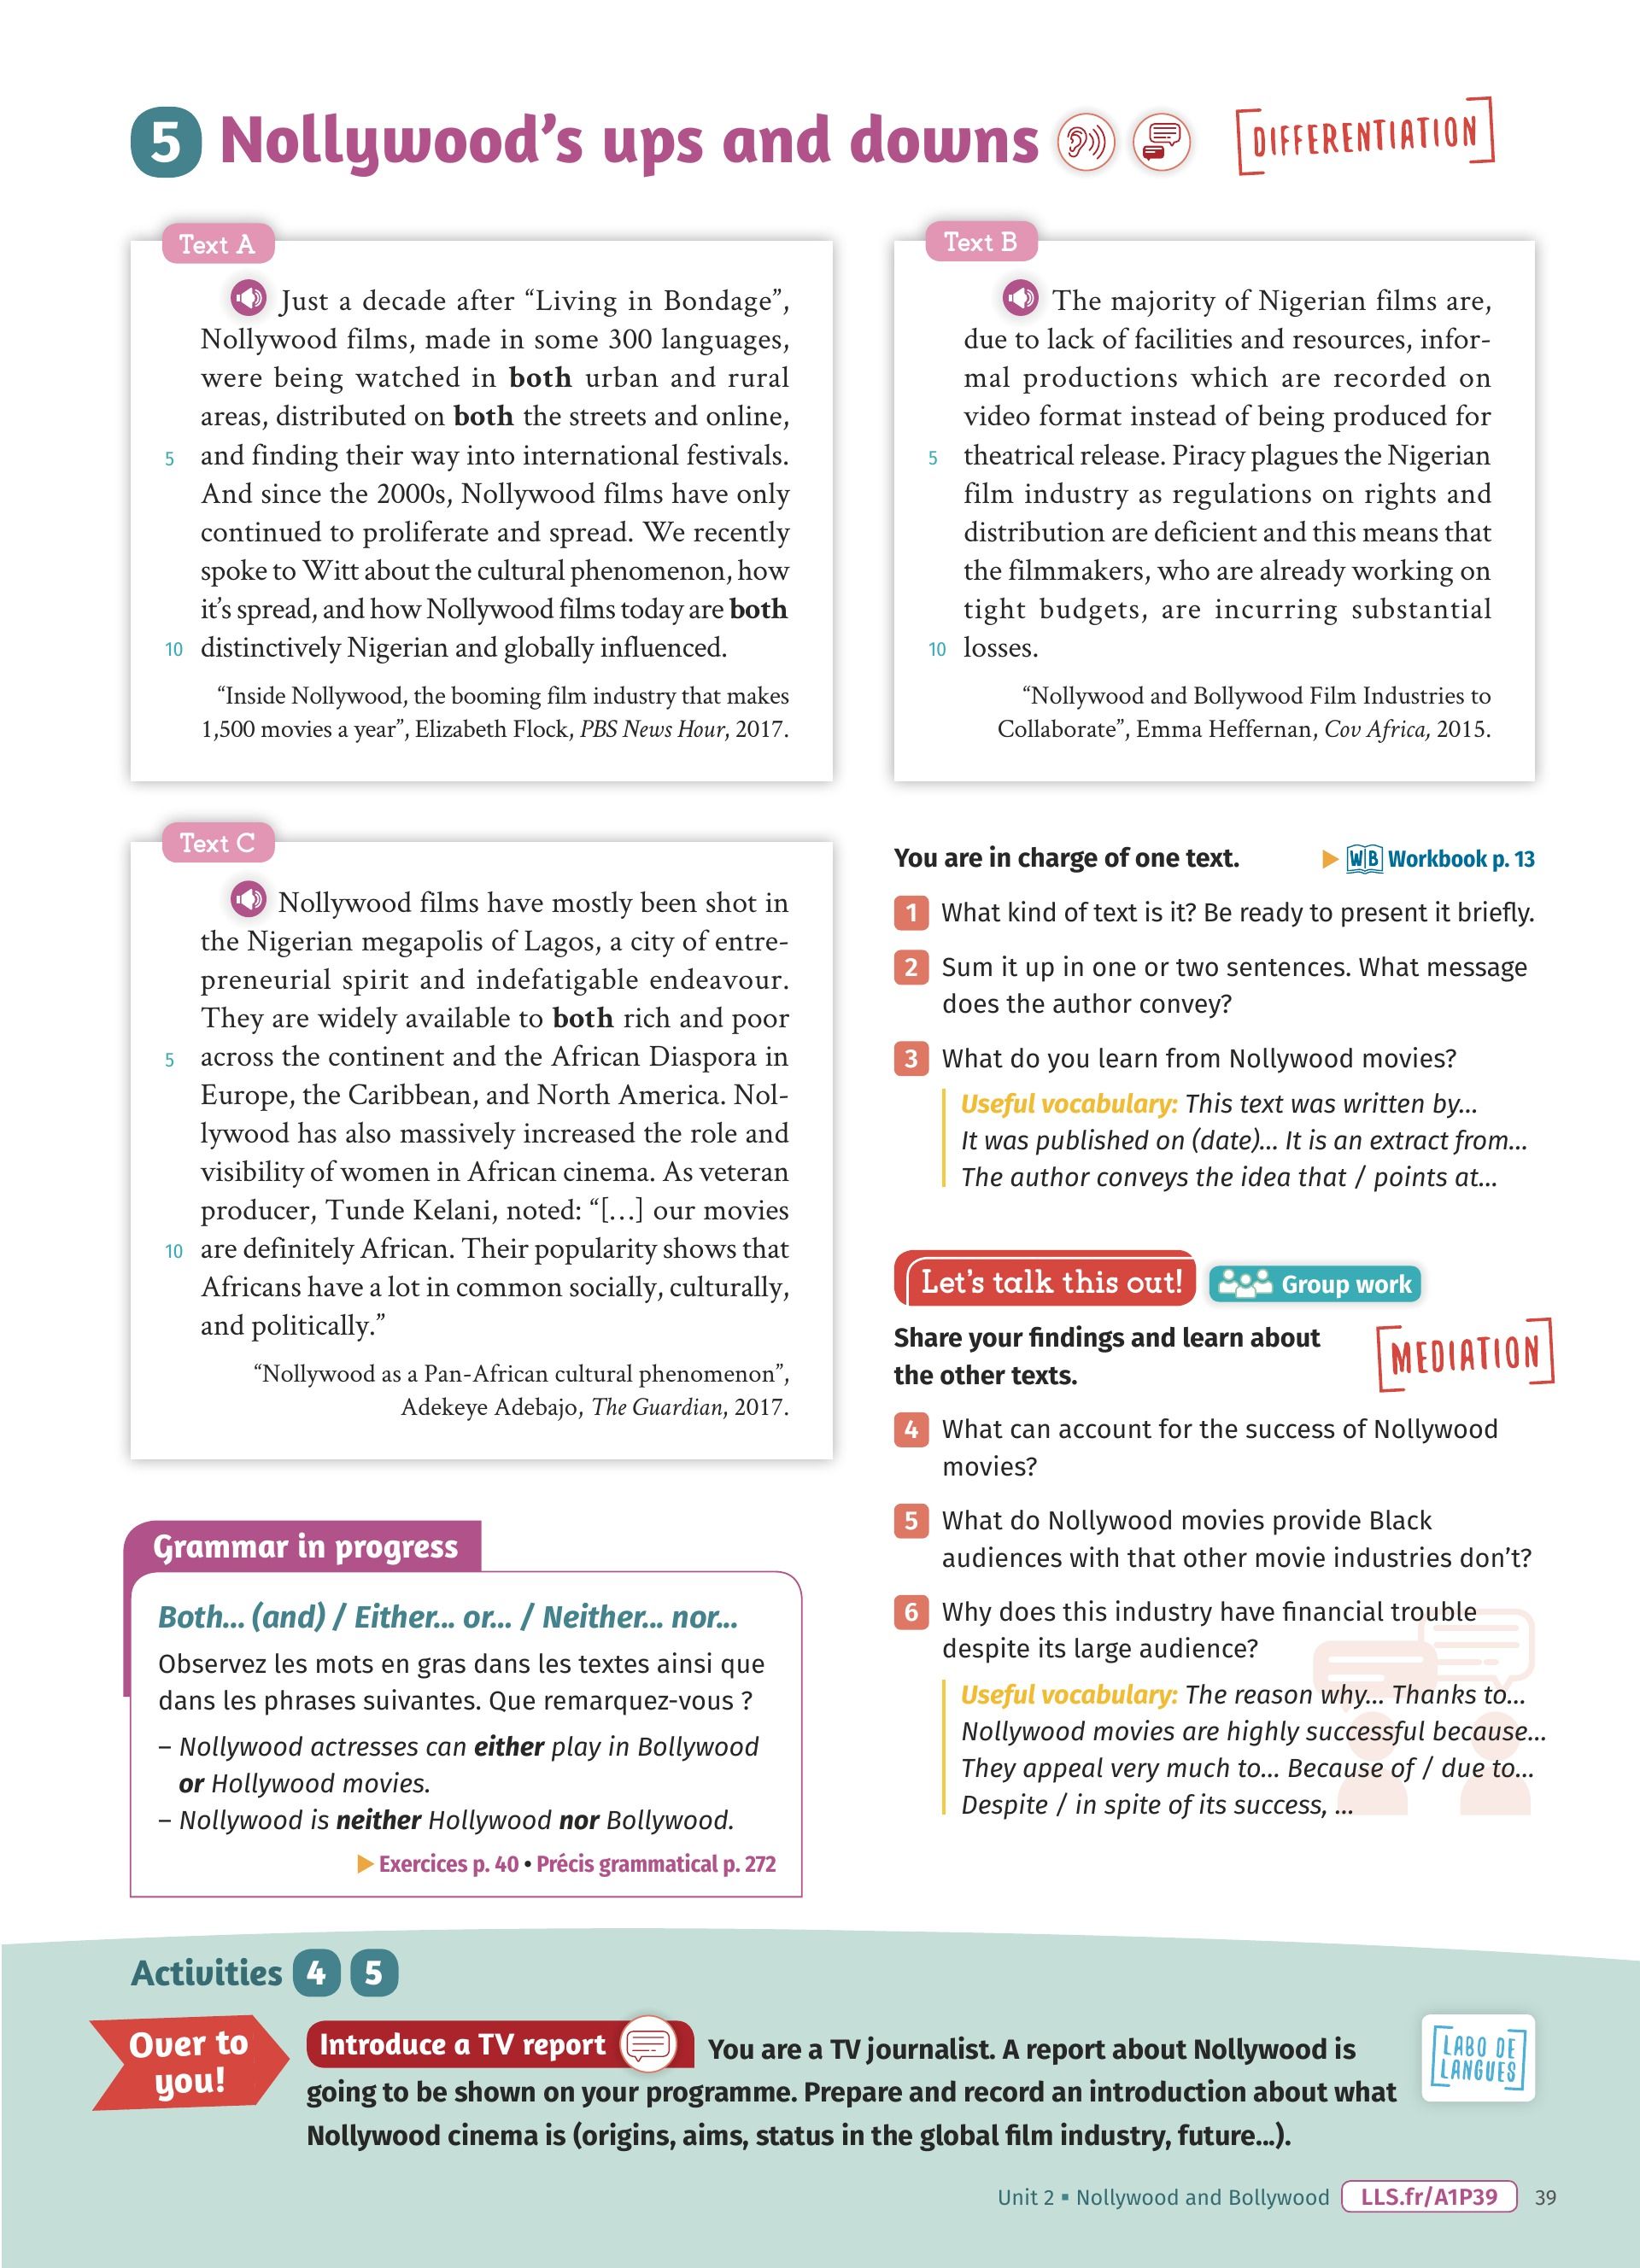 5 Nollywood's ups and downs
DIFFERENTIATION
Text A
Just a decade after “Living in Bondage”,
Nollywood films, made in some 300 languages,
were being watched in both urban and rural
areas, distributed on both the streets and online,
5 and finding their way into international festivals.
And since the 2000s, Nollywood films have only
continued to proliferate and spread. We recently
spoke to Witt about the cultural phenomenon, how
it's spread, and how Nollywood films today are both
10 distinctively Nigerian and globally influenced.
“Inside Nollywood, the booming film industry that makes
1,500 movies a year”, Elizabeth Flock, PBS News Hour, 2017.
Text B
The majority of Nigerian films are,
due to lack of facilities and resources, infor-
mal productions which are recorded on
video format instead of being produced for
5 theatrical release. Piracy plagues the Nigerian
film industry as regulations on rights and
distribution are deficient and this means that
the filmmakers, who are already working on
tight budgets, are incurring substantial
10 losses.
“Nollywood and Bollywood Film Industries to
Collaborate”, Emma Heffernan, Cov Africa, 2015.
Text C
Nollywood films have mostly been shot in
the Nigerian megapolis of Lagos, a city of entre-
preneurial spirit and indefatigable endeavour.
They are widely available to both rich and poor
5 across the continent and the African Diaspora in
Europe, the Caribbean, and North America. Nol-
lywood has also massively increased the role and
visibility of women in African cinema. As veteran
producer, Tunde Kelani, noted: “[…] our movies
10 are definitely African. Their popularity shows that
Africans have a lot in common socially, culturally,
and politically.”
“Nollywood as a Pan-African cultural phenomenon”,
Adekeye Adebajo, The Guardian, 2017.
Grammar in progress
Both... (and) / Either... or... / Neither... nor...
Observez les mots en gras dans les textes ainsi que
dans les phrases suivantes. Que remarquez-vous ?
– Nollywood actresses can either play in Bollywood
or Hollywood movies.
– Nollywood is neither Hollywood nor Bollywood.
Exercices p. 40 • Précis grammatical p. 272
You are in charge of one text.
WB Workbook p. 13
1 What kind of text is it? Be ready to present it briefly.
2 Sum it up in one or two sentences. What message
does the author convey?
3 What do you learn from Nollywood movies?
Useful vocabulary: This text was written by...
It was published on (date)... It is an extract from...
The author conveys the idea that / points at...
Let's talk this out!
Group work
Share your findings and learn about
the other texts.
MEDIATION
4 What can account for the success of Nollywood
movies?
5 What do Nollywood movies provide Black
audiences with that other movie industries don't?
6 Why does this industry have financial trouble
despite its large audience?
Useful vocabulary: The reason why... Thanks to...
Nollywood movies are highly successful because...
They appeal very much to... Because of / due to...
Despite / in spite of its success, ...
Activities 4 5
Over to
you!
Introduce a TV report
You are a TV journalist. A report about Nollywood is
going to be shown on your programme. Prepare and record an introduction about what
Nollywood cinema is (origins, aims, status in the global film industry, future...).
LABO DE
LANGUES
Unit 2 ▪ Nollywood and Bollywood LLS.fr/A1P39 39